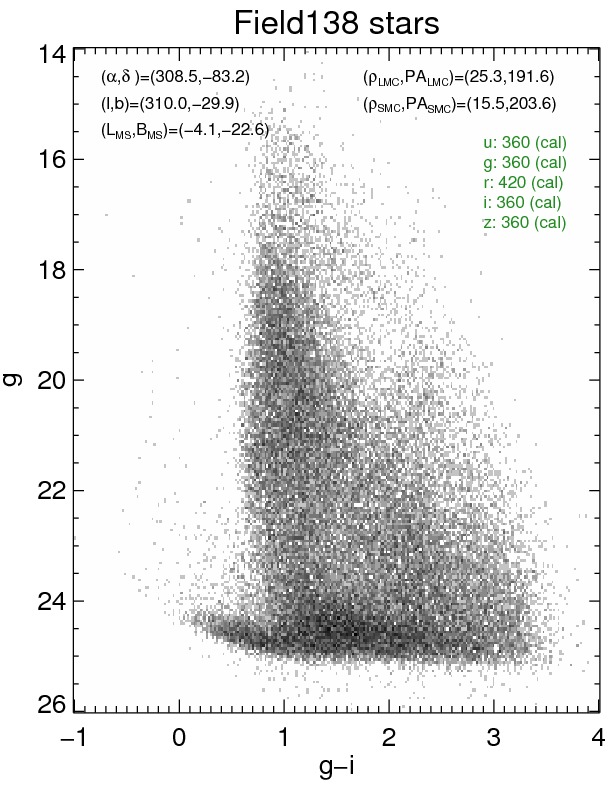 Field138 stars
(α,δ )=(308.5,−83.2)
(ρLMC,PALMC)=(25.3,191.6)
(l,b)=(310.0,−29.9)
(ρSMC,PASMC)=(15.5,203.6)
(LMS,BMS)=(−4.1,−22.6)
u: 360 (cal)
g: 360 (cal)
r: 420 (cal)
i: 360 (cal)
z: 360 (cal)
14
16
18
20
22
24
26
g
−1 0 1 2 3 4
g−i